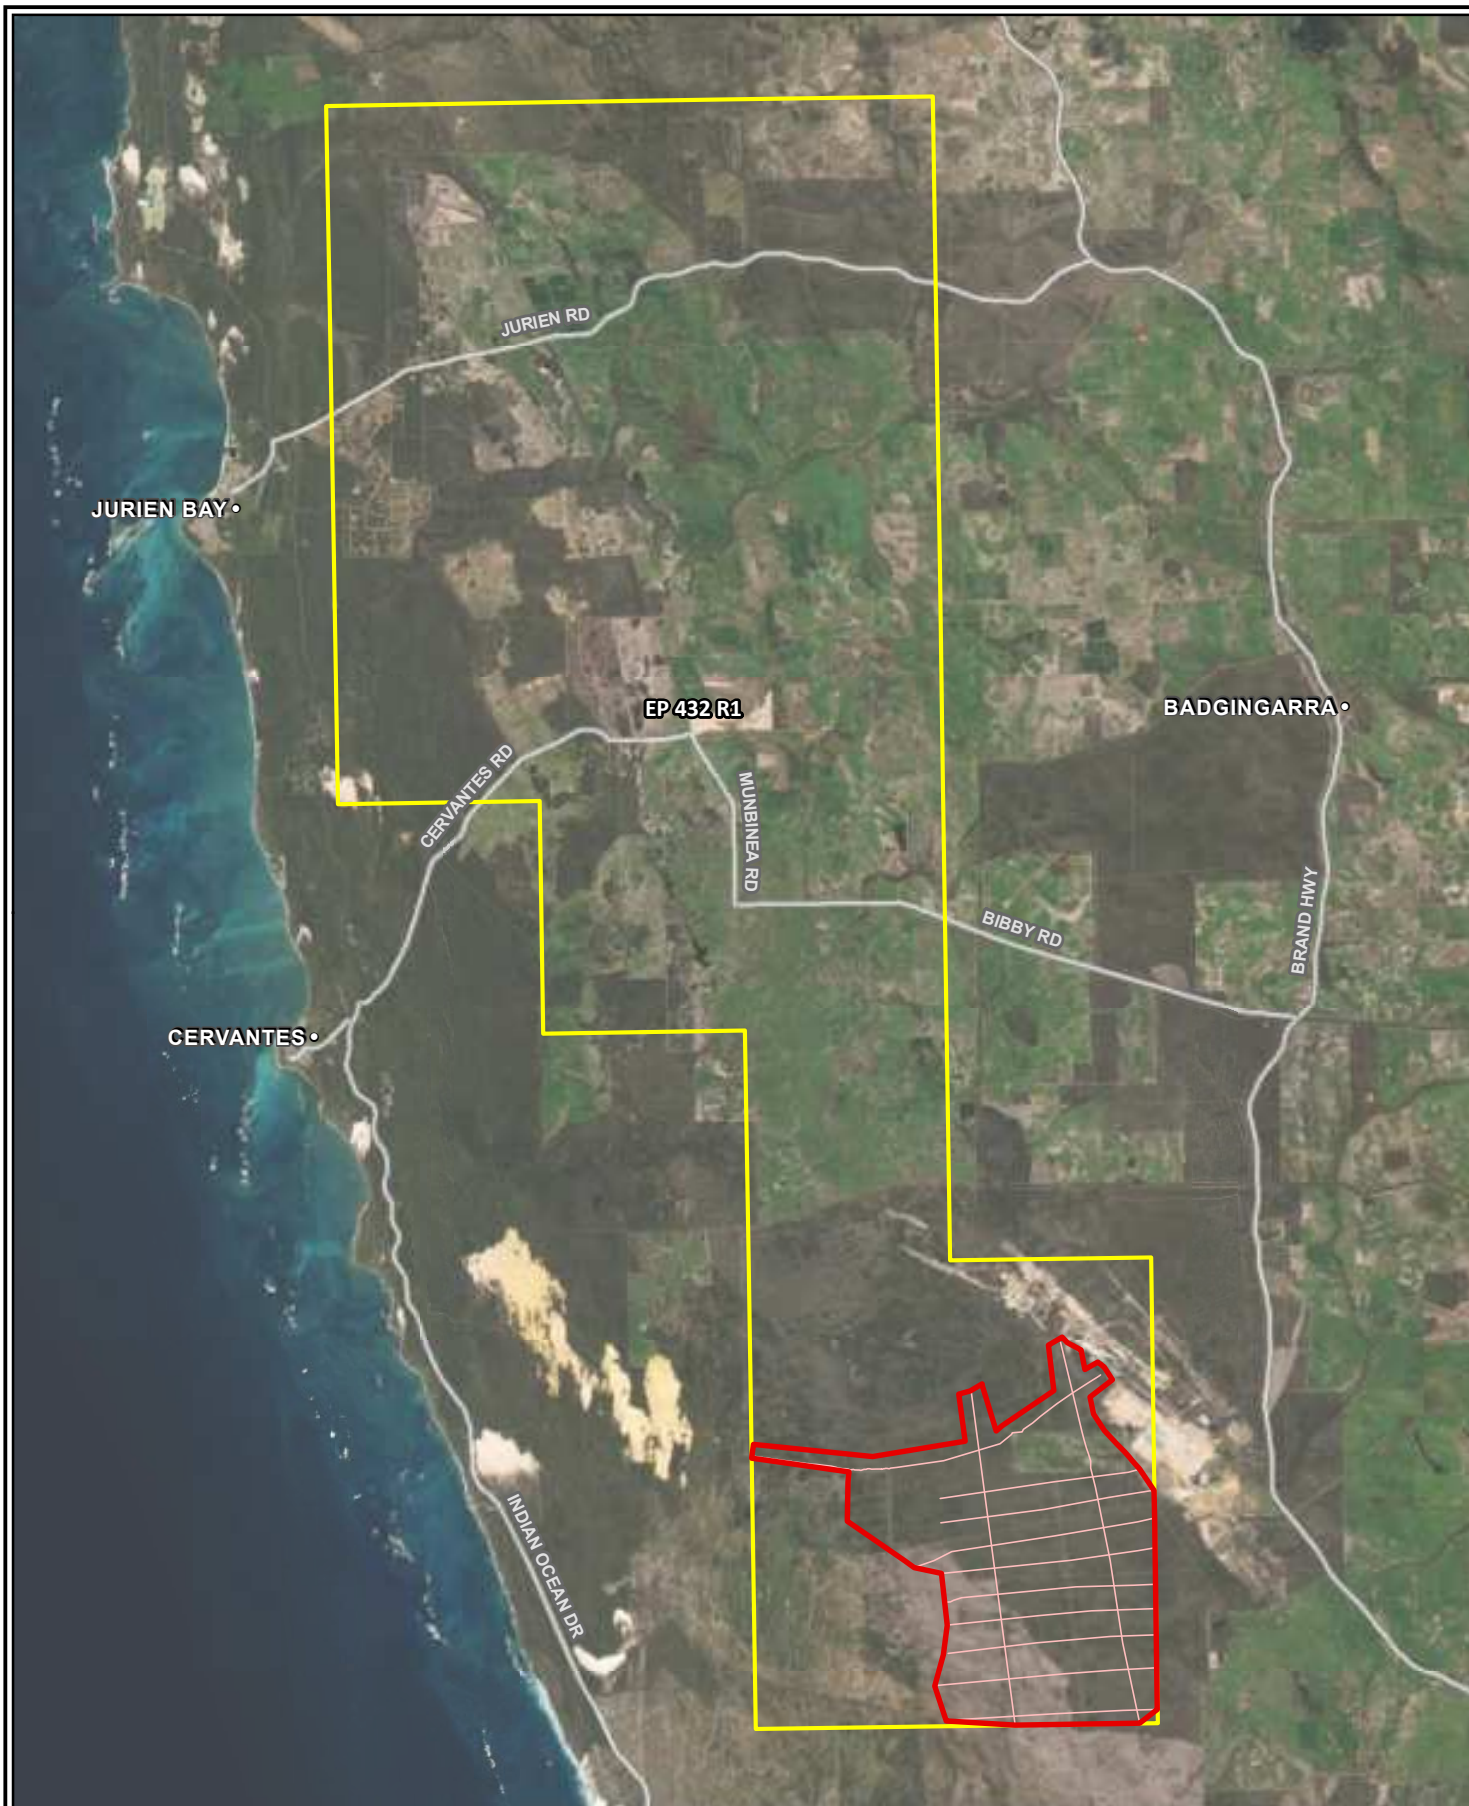 JURIEN RD
JURIEN BAY
EP 432 R1
BADGINGARRA
CERVANTES RD
MUNBINEA RD
BIBBY RD
BRAND HWY
CERVANTES
INDIAN OCEAN DR